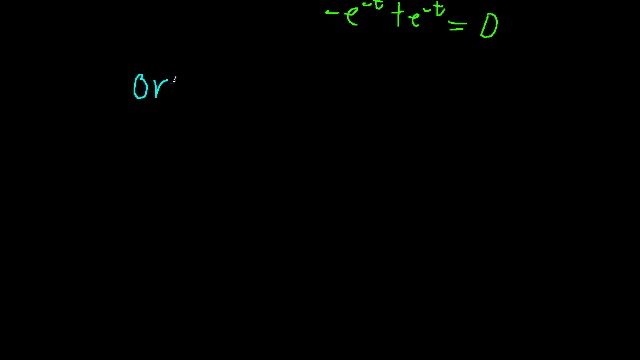 -e^{-t} + e^{-t} = 0
Or